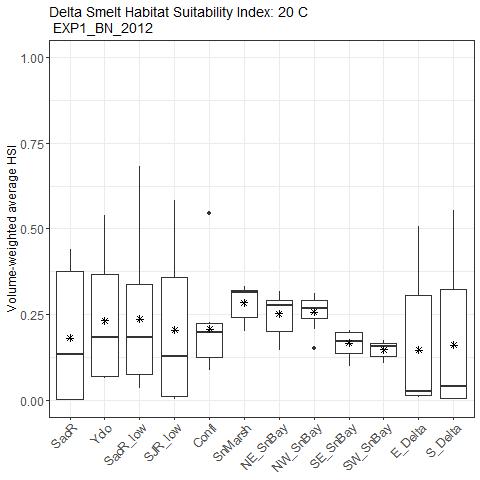 Delta Smelt Habitat Suitability Index: 20 C
EXP1_BN_2012
Volume-weighted average HSI
1.00
0.75
0.50
0.25
0.00
SacR
Yolo
SacR_low
SJR_low
Confl
SnMarsh
NE_SnBay
NW_SnBay
SE_SnBay
SW_SnBay
E_Delta
S_Delta